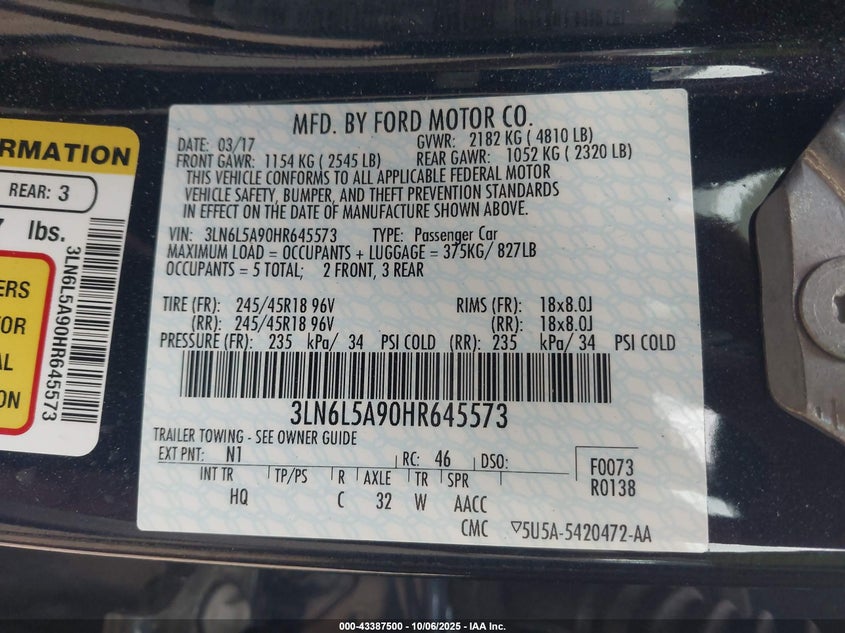 MFD. BY FORD MOTOR CO.
DATE: 03/17 GVWR: 2182 KG ( 4810 LB)
FRONT GAWR: 1154 KG ( 2545 LB) REAR GAWR: 1052 KG ( 2320 LB)
THIS VEHICLE CONFORMS TO ALL APPLICABLE FEDERAL MOTOR
VEHICLE SAFETY, BUMPER, AND THEFT PREVENTION STANDARDS
IN EFFECT ON THE DATE OF MANUFACTURE SHOWN ABOVE.
VIN: 3LN6L5A90HR645573 TYPE: Passenger Car
MAXIMUM LOAD = OCCUPANTS + LUGGAGE = 375KG/ 827LB
OCCUPANTS = 5 TOTAL; 2 FRONT, 3 REAR
TIRE (FR): 245/45R18 96V RIMS (FR): 18x8.0J
(RR): 245/45R18 96V (RR): 18x8.0J
PRESSURE (FR): 235 kPa/ 34 PSI COLD (RR): 235 kPa/ 34 PSI COLD
3LN6L5A90HR645573
TRAILER TOWING - SEE OWNER GUIDE
EXT PNT: N1 RC: 46 DSO: F0073
R0138
INT TR TP/PS R AXLE TR SPR
HQ C 32 W AACC
CMC ▽5U5A-5420472-AA
RMATION
REAR: 3
7 lbs.
ERS
TOR
AL
ON
3LN6L5A90HR645573
000-43387500 - 10/06/2025 - IAA Inc.